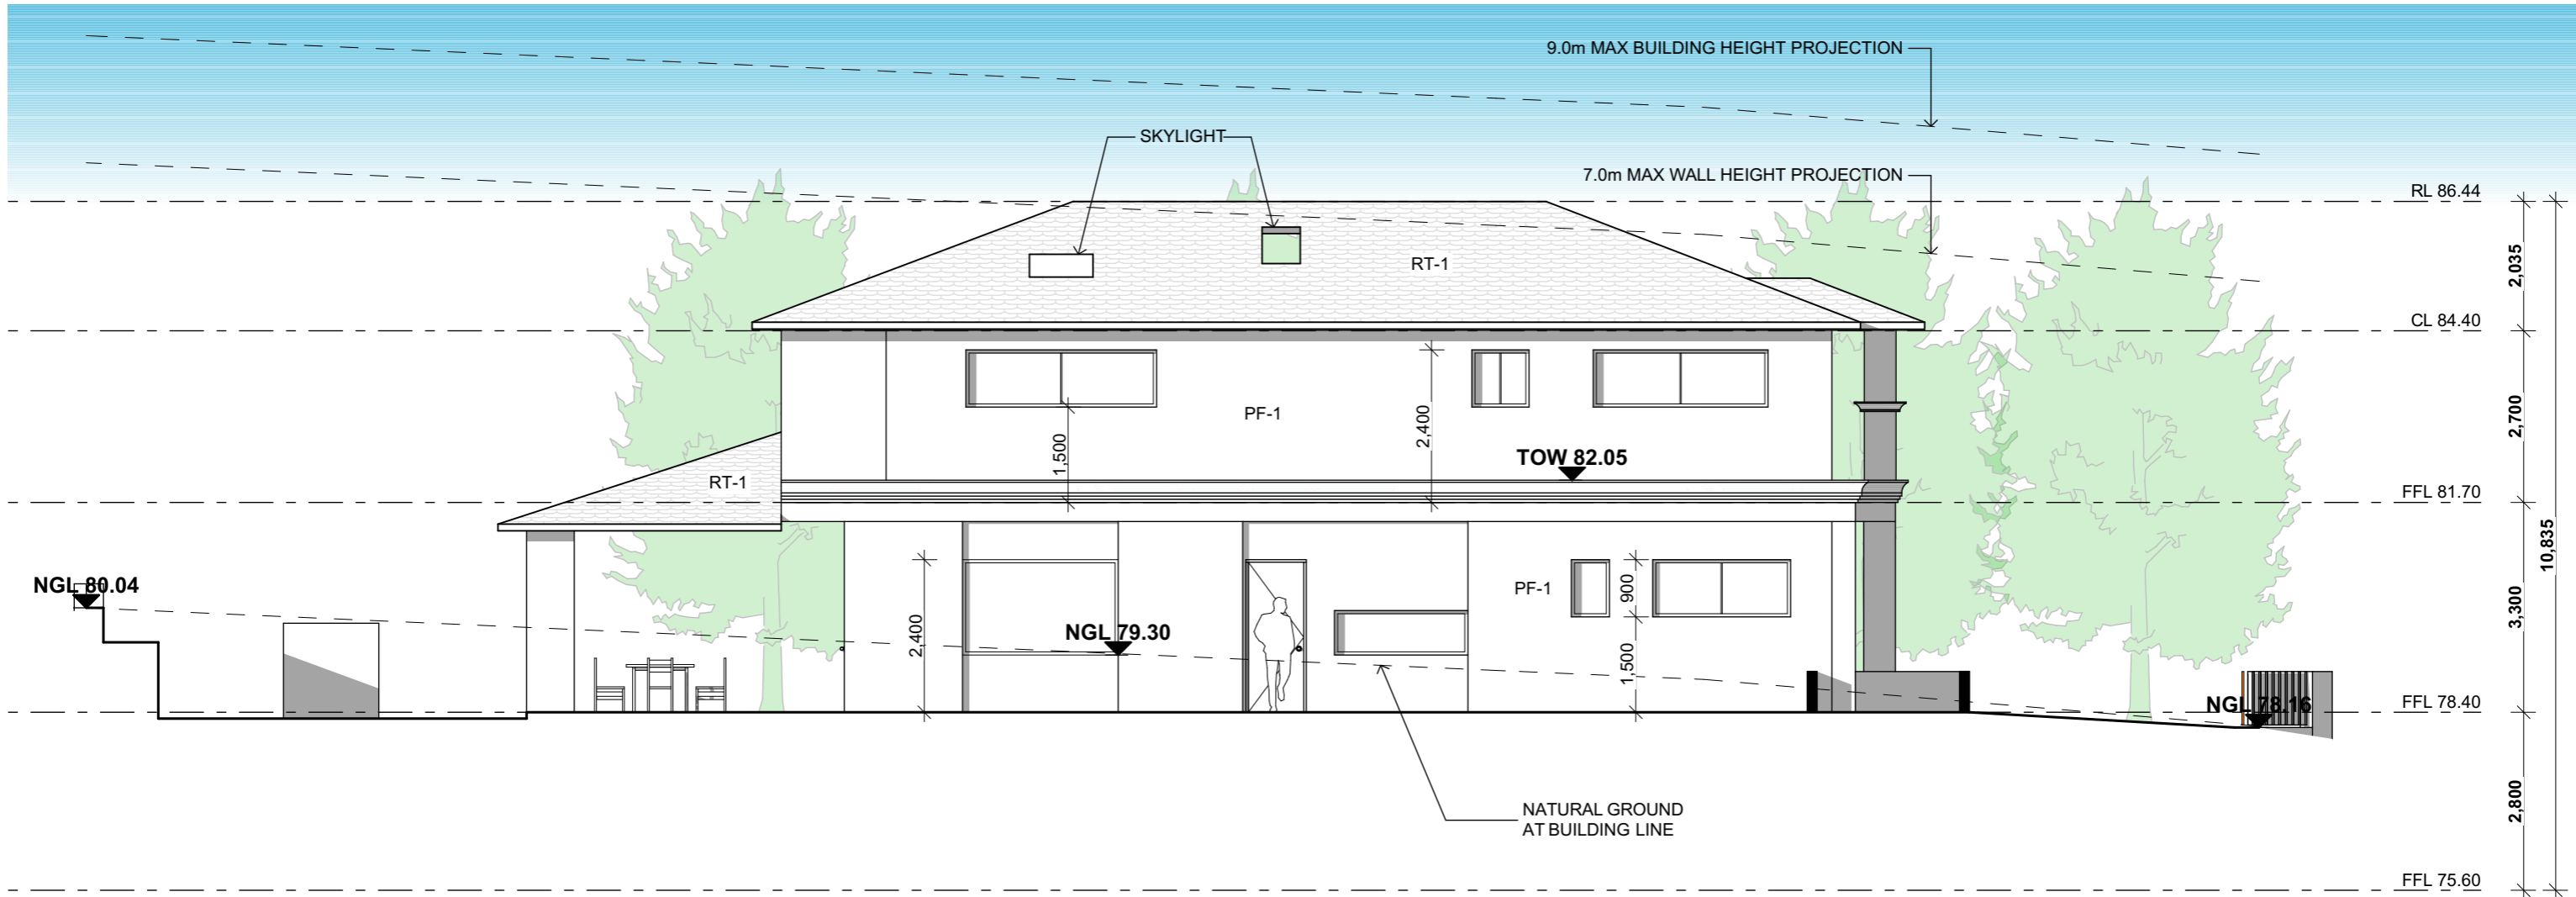 9.0m MAX BUILDING HEIGHT PROJECTION
SKYLIGHT
7.0m MAX WALL HEIGHT PROJECTION
RL 86.44
2,035
RT-1
CL 84.40
PF-1
2,400
1,500
2,700
TOW 82.05
RT-1
FFL 81.70
10,835
NGL 80.04
PF-1
900
3,300
2,400
NGL 79.30
1,500
NGL 78.16
FFL 78.40
NATURAL GROUND
AT BUILDING LINE
2,800
FFL 75.60